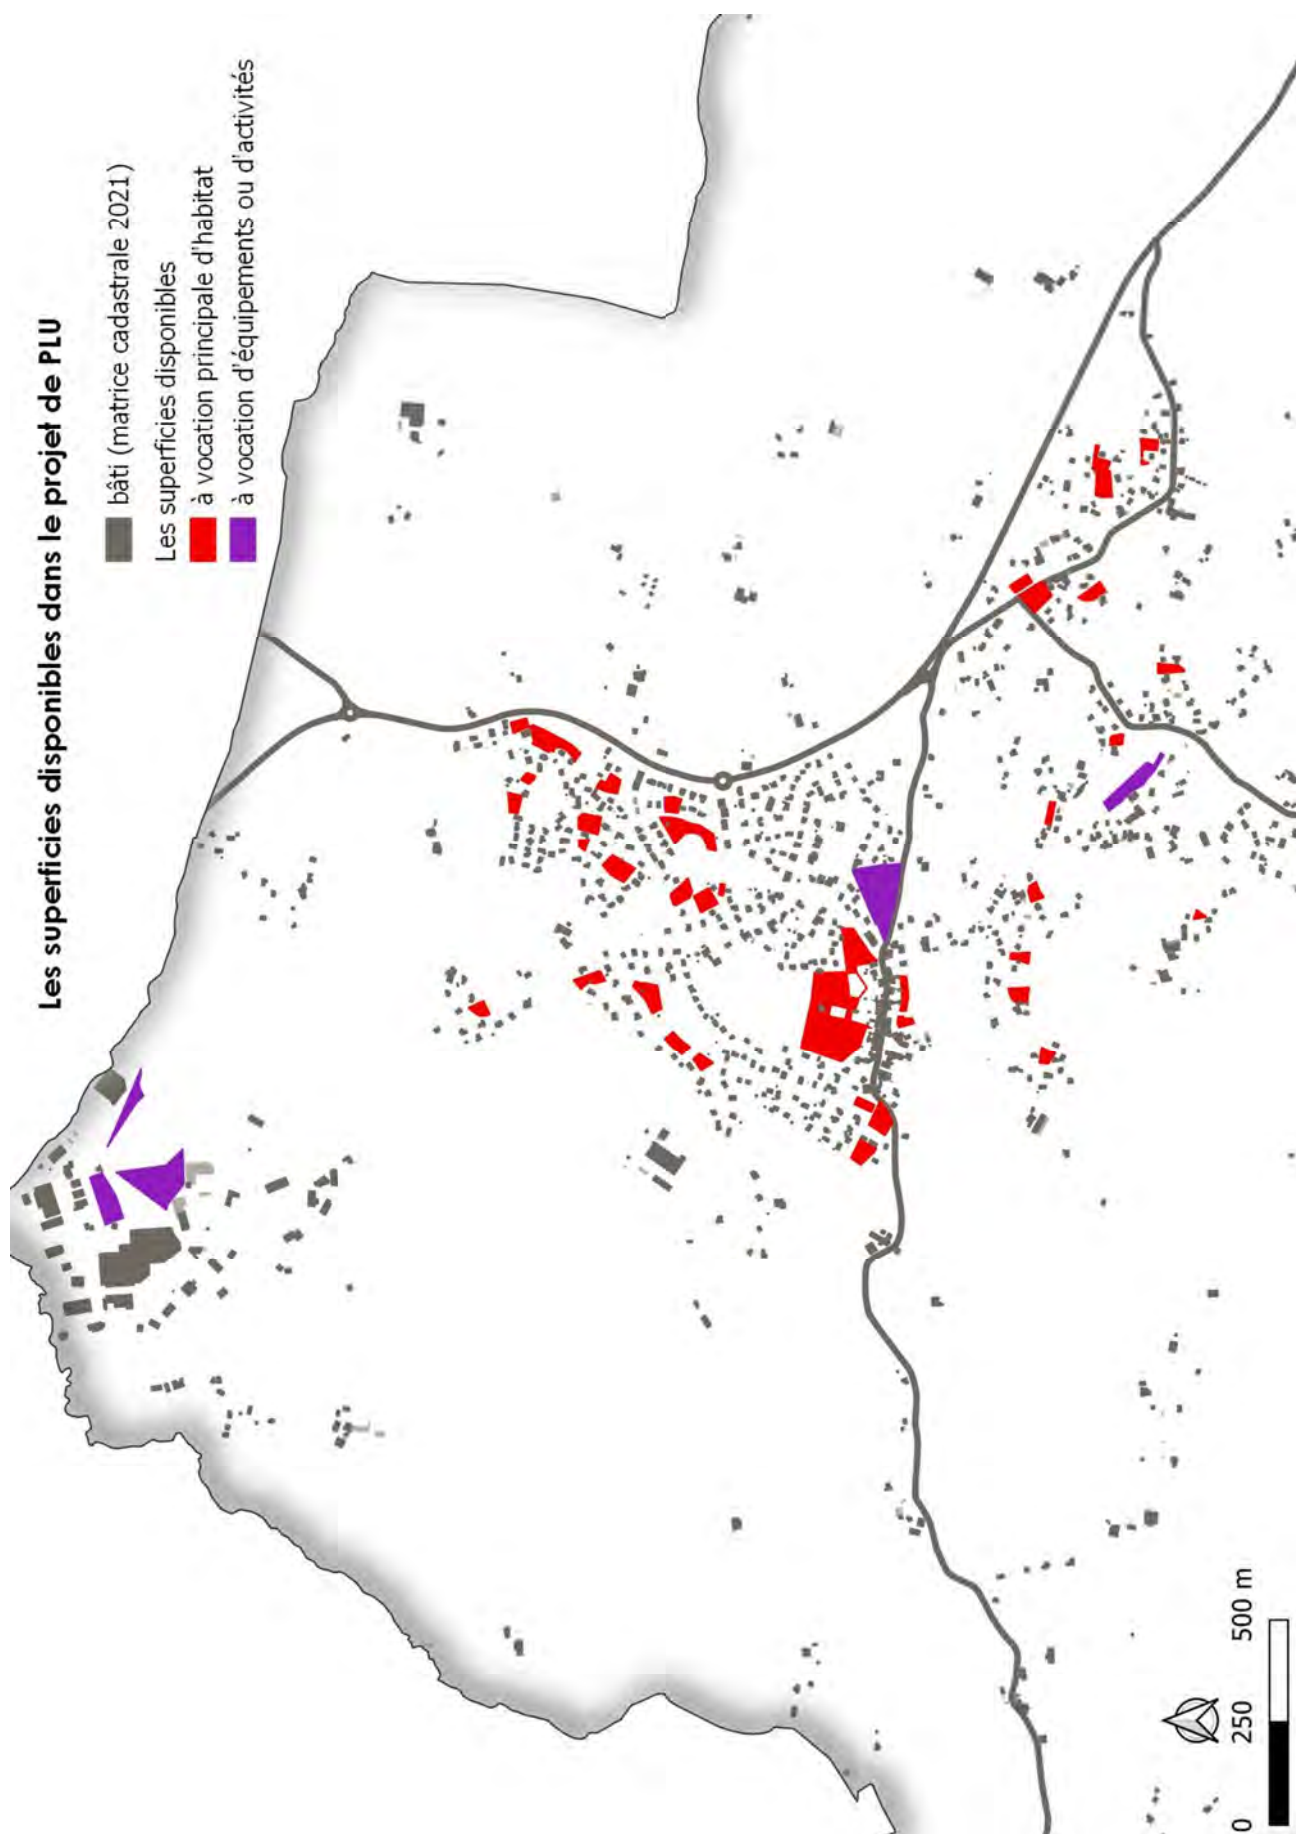 Les superficies disponibles dans le projet de PLU
bâti (matrice cadastrale 2021)
Les superficies disponibles
à vocation principale d'habitat
à vocation d'équipements ou d'activités
0 250 500 m